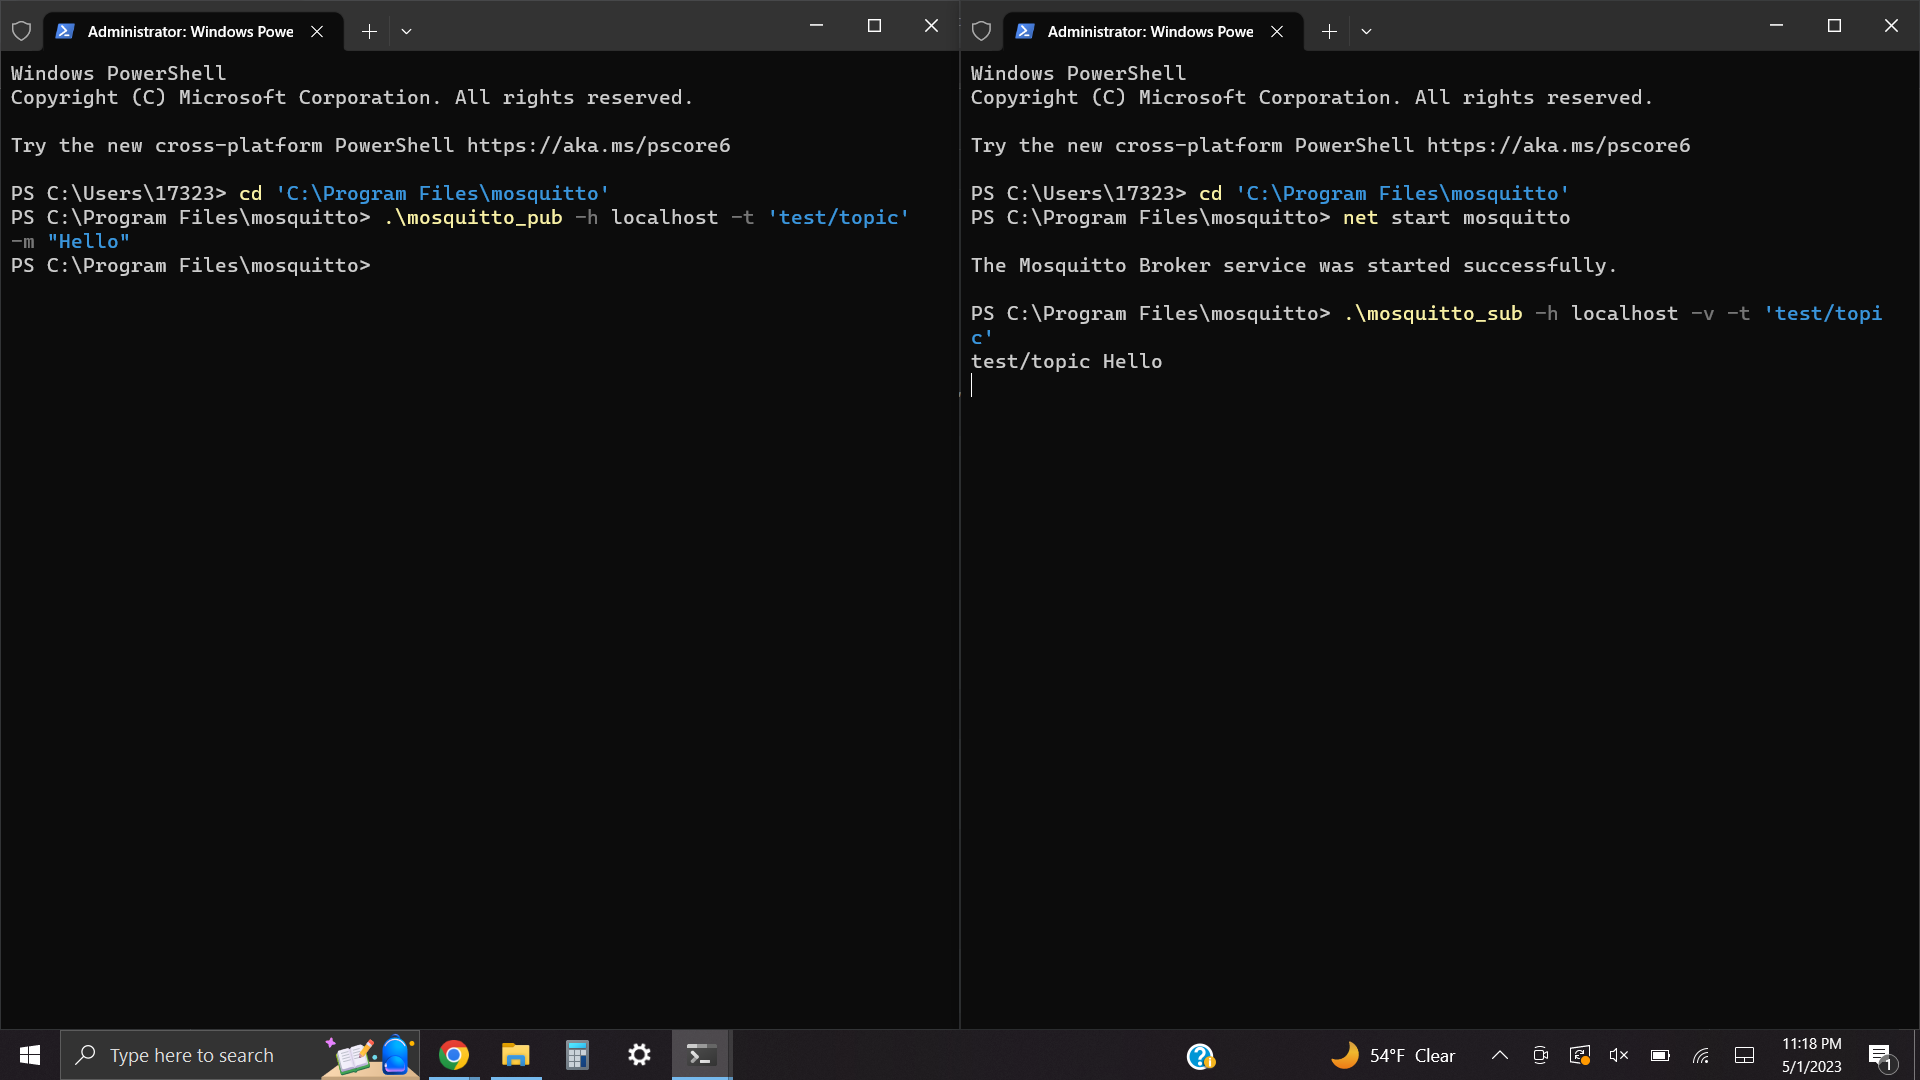 Administrator: Windows Powe
Windows PowerShell
Copyright (C) Microsoft Corporation. All rights reserved.
Try the new cross-platform PowerShell https://aka.ms/pscore6
PS C:\Users\17323> cd 'C:\Program Files\mosquitto'
PS C:\Program Files\mosquitto> .\mosquitto_pub -h localhost -t 'test/topic'
-m "Hello"
PS C:\Program Files\mosquitto>
Administrator: Windows Powe
Windows PowerShell
Copyright (C) Microsoft Corporation. All rights reserved.
Try the new cross-platform PowerShell https://aka.ms/pscore6
PS C:\Users\17323> cd 'C:\Program Files\mosquitto'
PS C:\Program Files\mosquitto> net start mosquitto
The Mosquitto Broker service was started successfully.
PS C:\Program Files\mosquitto> .\mosquitto_sub -h localhost -v -t 'test/topi
c'
test/topic Hello
Type here to search
54°F Clear
11:18 PM
5/1/2023
1